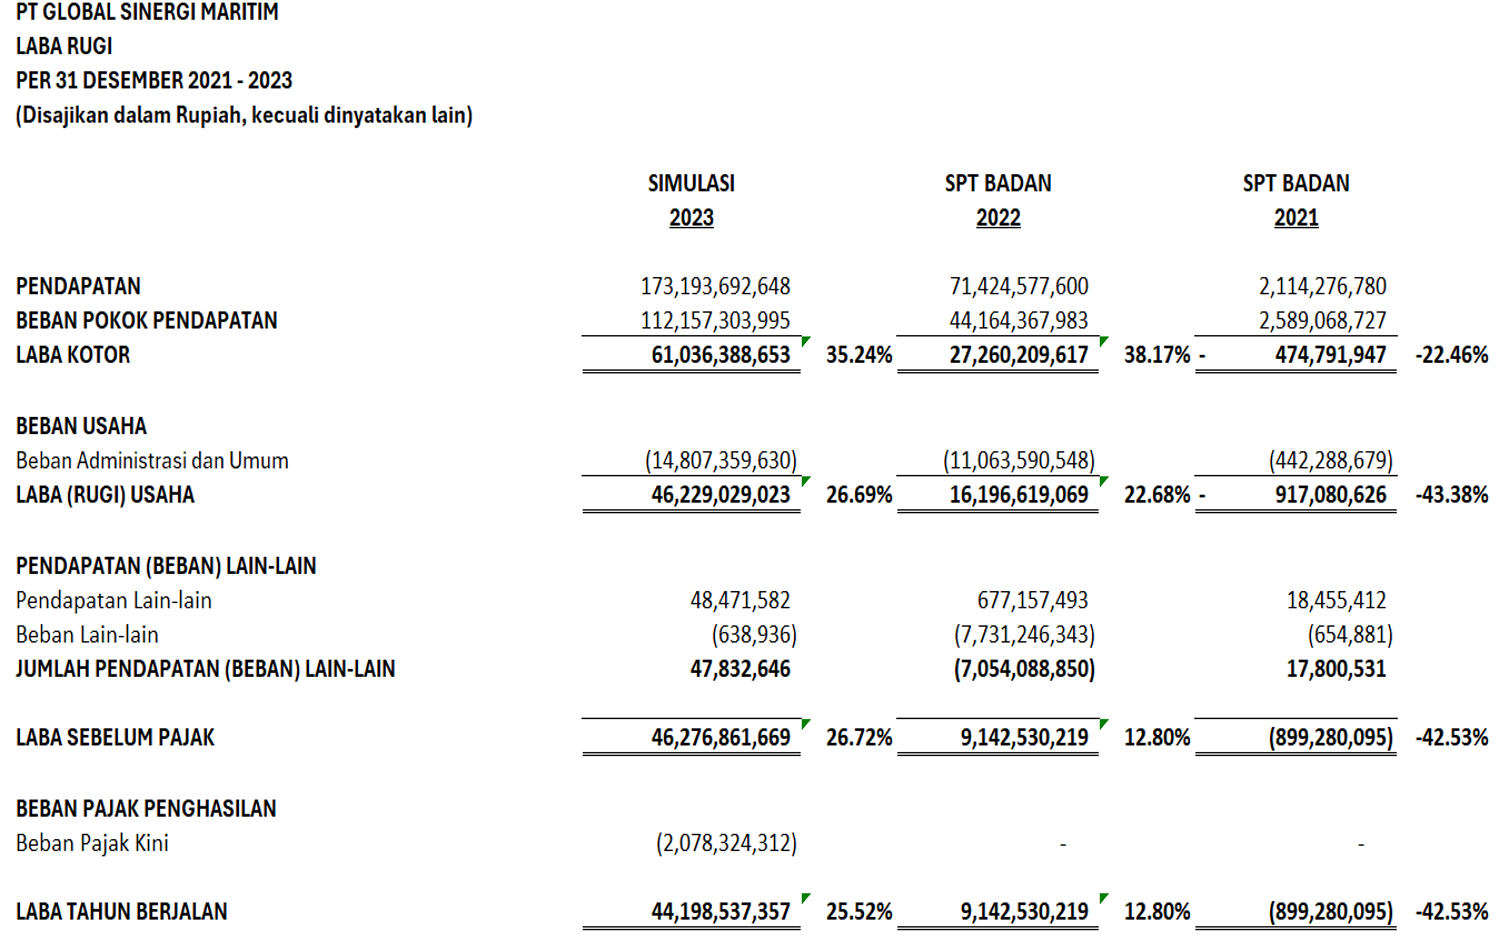 PT GLOBAL SINERGI MARITIM
LABA RUGI
PER 31 DESEMBER 2021 - 2023
(Disajikan dalam Rupiah, kecuali dinyatakan lain)
SIMULASI SPT BADAN SPT BADAN
2023 2022 2021
PENDAPATAN 173,193,692,648 71,424,577,600 2,114,276,780
BEBAN POKOK PENDAPATAN 112,157,303,995 44,164,367,983 2,589,068,727
LABA KOTOR 61,036,388,653 35.24% 27,260,209,617 38.17% - 474,791,947 -22.46%
BEBAN USAHA
Beban Administrasi dan Umum (14,807,359,630) (11,063,590,548) (442,288,679)
LABA (RUGI) USAHA 46,229,029,023 26.69% 16,196,619,069 22.68% - 917,080,626 -43.38%
PENDAPATAN (BEBAN) LAIN-LAIN
Pendapatan Lain-lain 48,471,582 677,157,493 18,455,412
Beban Lain-lain (638,936) (7,731,246,343) (654,881)
JUMLAH PENDAPATAN (BEBAN) LAIN-LAIN 47,832,646 (7,054,088,850) 17,800,531
LABA SEBELUM PAJAK 46,276,861,669 26.72% 9,142,530,219 12.80% (899,280,095) -42.53%
BEBAN PAJAK PENGHASILAN
Beban Pajak Kini (2,078,324,312) - -
LABA TAHUN BERJALAN 44,198,537,357 25.52% 9,142,530,219 12.80% (899,280,095) -42.53%